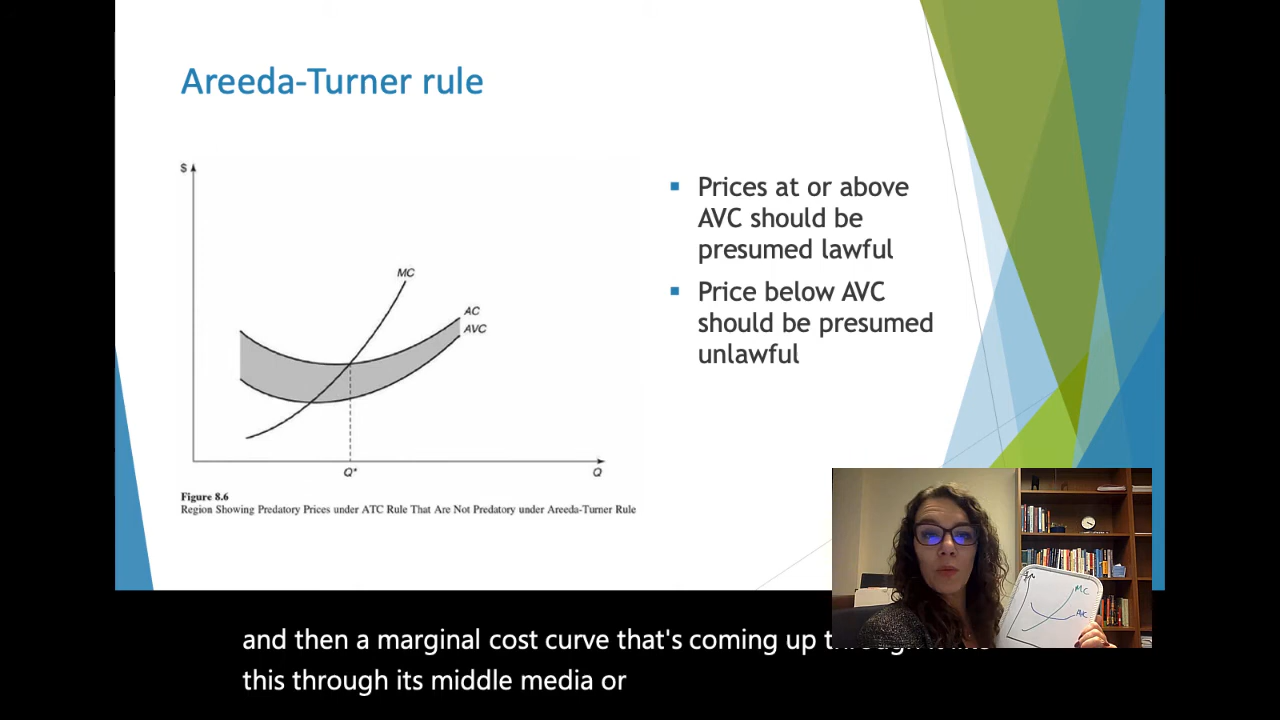 Areeda-Turner rule
$
MC
AC
AVC
Q*
Q
Figure 8.6
Region Showing Predatory Prices under ATC Rule That Are Not Predatory under Areeda-Turner Rule
▪ Prices at or above
AVC should be
presumed lawful
▪ Price below AVC
should be presumed
unlawful
MC
and then a marginal cost curve that's coming up
this through its middle media or